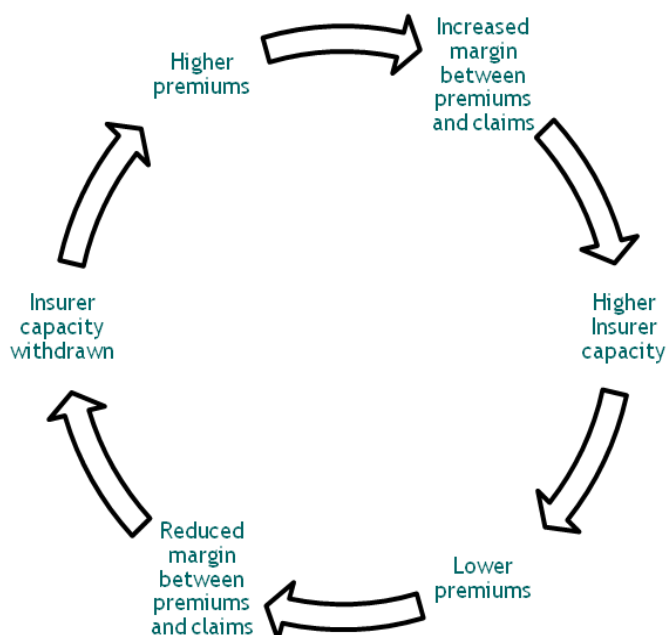 Higher
premiums
Increased
margin
between
premiums
and claims
Higher
Insurer
capacity
Lower
premiums
Reduced
margin
between
premiums
and claims
Insurer
capacity
withdrawn